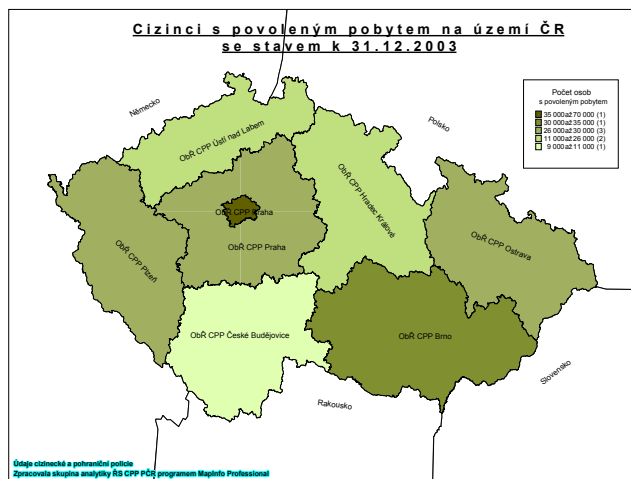 Cizinci s povoleným pobytem na území ČR
se stavem k 31.12.2003
Německo
Polsko
Počet osob
s povoleným pobytem
35 000až70 000 (1)
30 000až35 000 (1)
26 000až30 000 (3)
11 000až26 000 (2)
9 000až11 000 (1)
ObŘ CPP Ústí nad Labem
ObŘ CPP Hradec Králové
ObŘ CPP Praha
ObŘ CPP Praha
ObŘ CPP Plzeň
ObŘ CPP Ostrava
ObŘ CPP České Budějovice
ObŘ CPP Brno
Slovensko
Rakousko
Údaje cizinecké a pohraniční policie
Zpracovala skupina analytiky ŘS CPP PČR programem MapInfo Professional